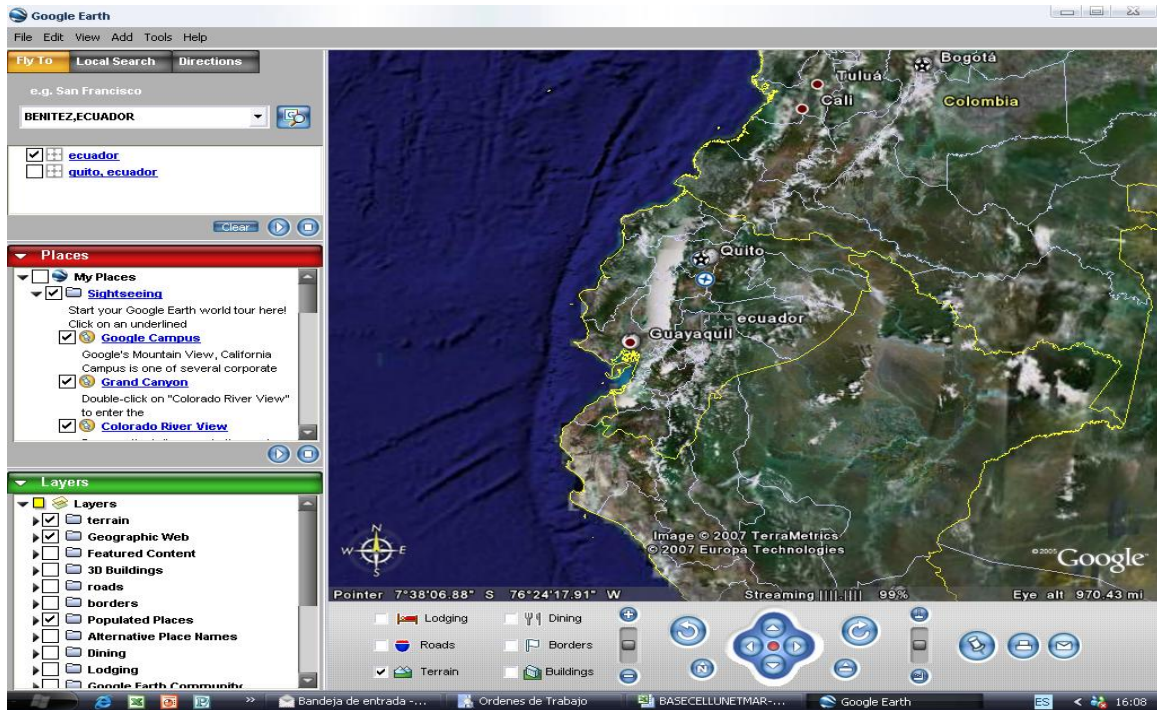 Google Earth
File Edit View Add Tools Help
Fly To Local Search Directions
e.g. San Francisco
BENITEZ,ECUADOR
ecuador
quito, ecuador
Clear
Places
My Places
Sightseeing
Start your Google Earth world tour here!
Click on an underlined
Google Campus
Google's Mountain View, California
Campus is one of several corporate
Grand Canyon
Double-click on "Colorado River View"
to enter the
Colorado River View
Layers
Layers
terrain
Geographic Web
Featured Content
3D Buildings
roads
borders
Populated Places
Alternative Place Names
Dining
Lodging
Google Earth Community
Bogotá
Tuluá
Cali
Colombia
Quito
ecuador
Guayaquil
N
W E
S
Image © 2007 TerraMetrics
© 2007 Europa Technologies
© 2005 Google
Pointer 7°38'06.88" S 76°24'17.91" W Streaming 99% Eye alt 970.43 mi
Lodging Dining
Roads Borders
Terrain Buildings
N
Bandeja de entrada -... Ordenes de Trabajo BASECELLUNETMAR-... Google Earth ES 16:08